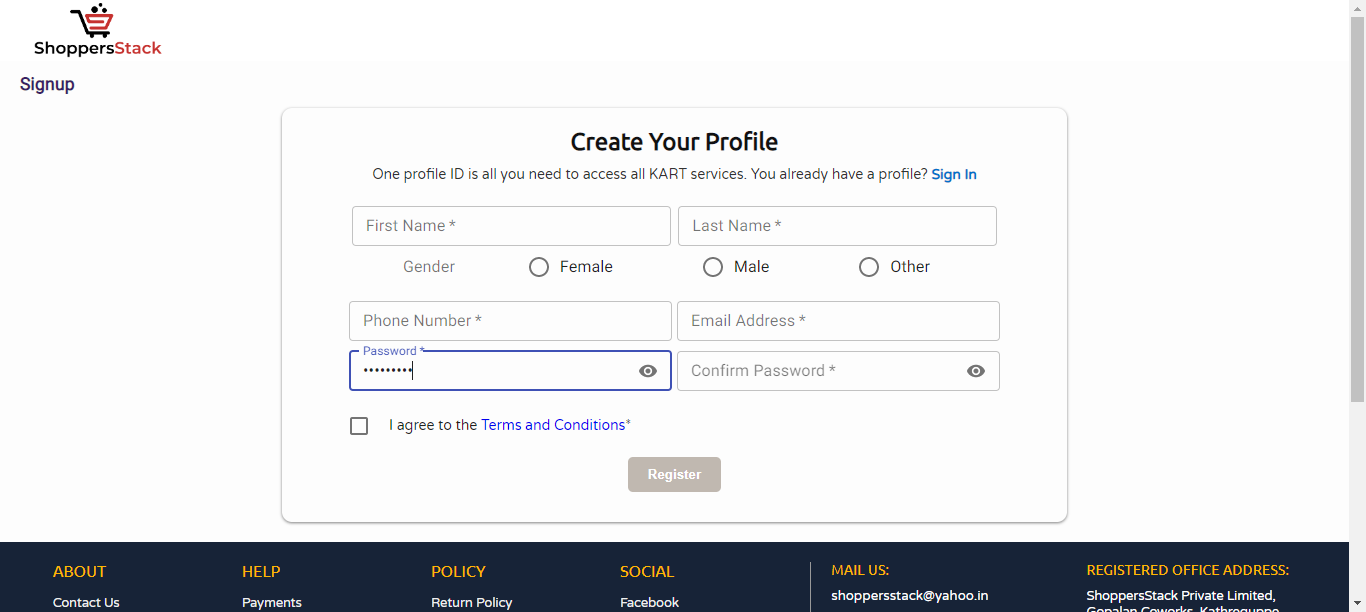 ShoppersStack
Signup
Create Your Profile
One profile ID is all you need to access all KART services. You already have a profile? Sign In
First Name *
Last Name *
Gender
Female
Male
Other
Phone Number *
Email Address *
Password *
•••••••••
Confirm Password *
I agree to the Terms and Conditions*
Register
ABOUT
HELP
POLICY
SOCIAL
MAIL US:
REGISTERED OFFICE ADDRESS:
Contact Us
Payments
Return Policy
Facebook
shoppersstack@yahoo.in
ShoppersStack Private Limited,
Gopalan Coworks, Kathreguppe